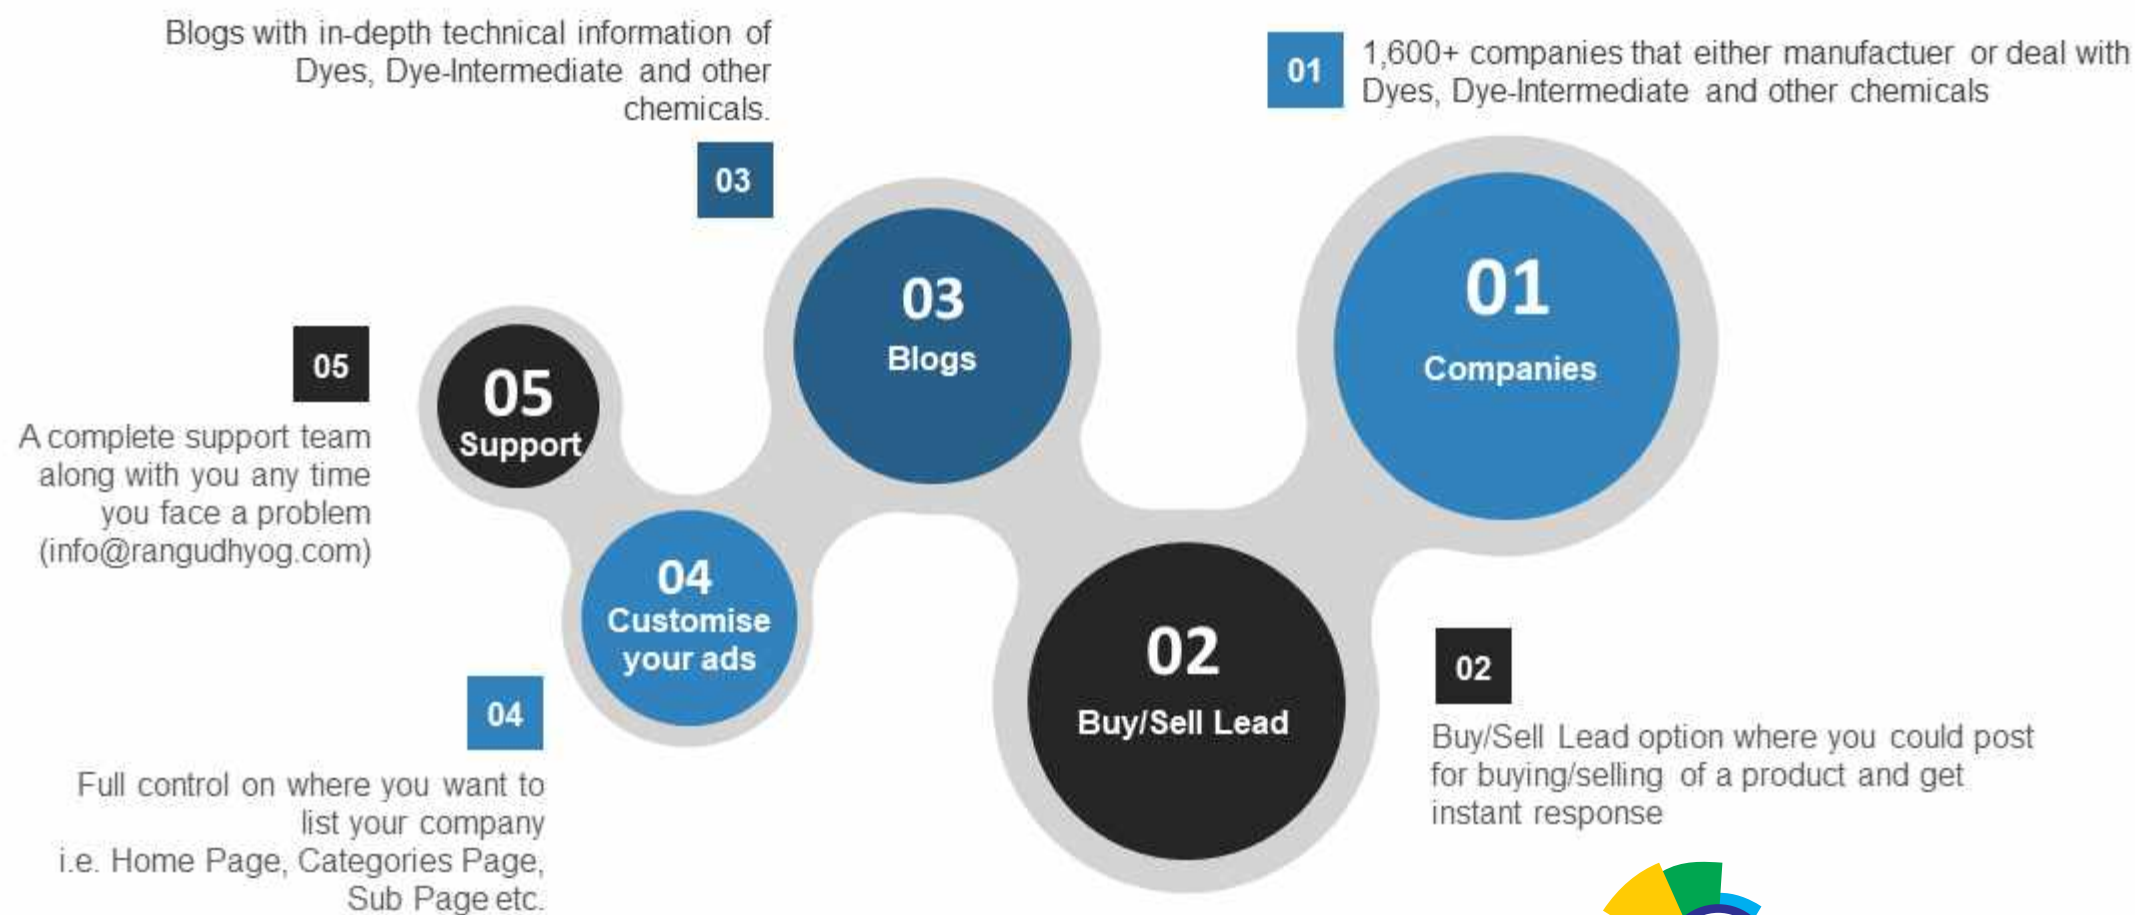 Blogs with in-depth technical information of
Dyes, Dye-Intermediate and other
chemicals.
03
01
1,600+ companies that either manufactuer or deal with
Dyes, Dye-Intermediate and other chemicals
01
Companies
03
Blogs
05
Support
05
A complete support team
along with you any time
you face a problem
(info@rangudhyog.com)
04
Customise
your ads
02
Buy/Sell Lead
04
Full control on where you want to
list your company
i.e. Home Page, Categories Page,
Sub Page etc.
02
Buy/Sell Lead option where you could post
for buying/selling of a product and get
instant response